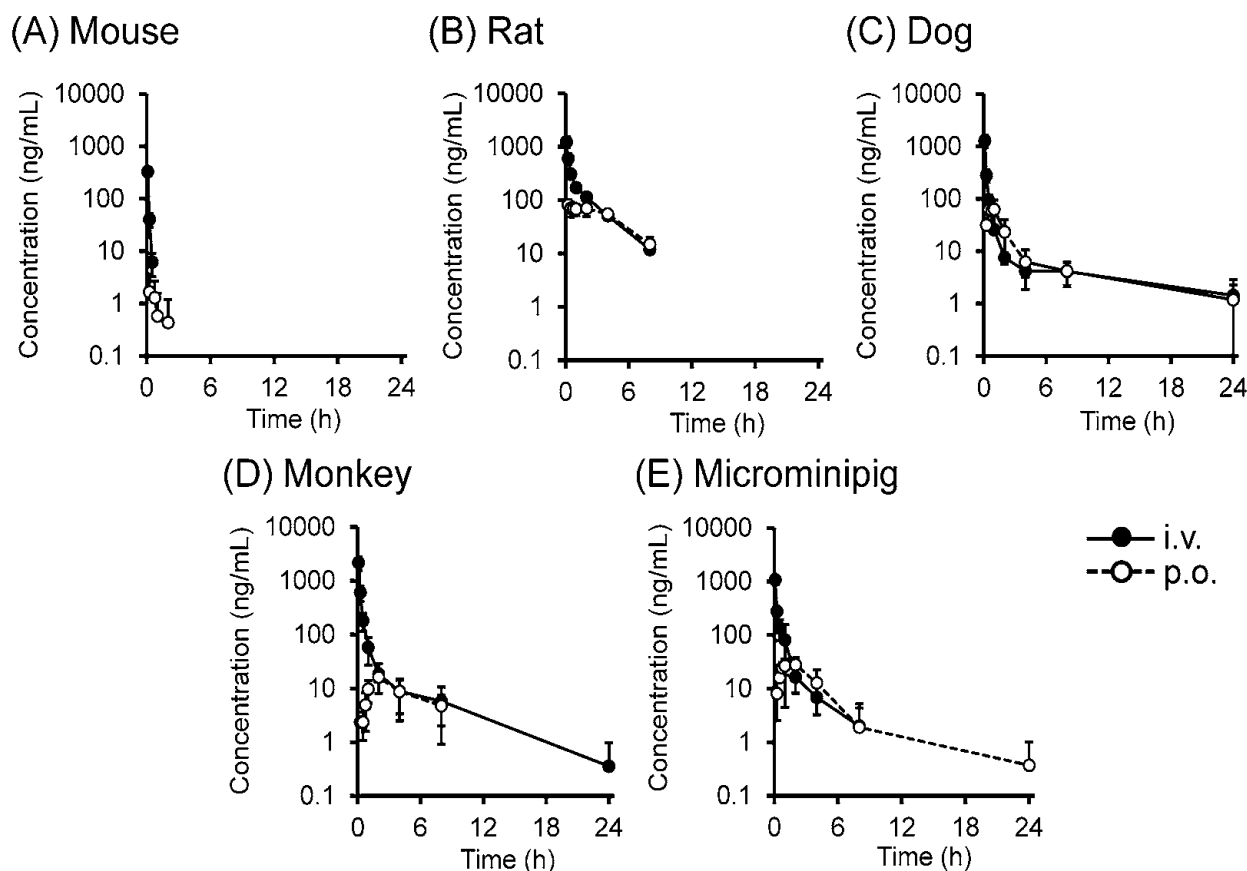 (A) Mouse
(B) Rat
(C) Dog
Concentration (ng/mL)
10000
1000
100
10
1
0.1
0 6 12 18 24
Time (h)
Concentration (ng/mL)
10000
1000
100
10
1
0.1
0 6 12 18 24
Time (h)
Concentration (ng/mL)
10000
1000
100
10
1
0.1
0 6 12 18 24
Time (h)
(D) Monkey
(E) Microminipig
Concentration (ng/mL)
10000
1000
100
10
1
0.1
0 6 12 18 24
Time (h)
Concentration (ng/mL)
10000
1000
100
10
1
0.1
0 6 12 18 24
Time (h)
i.v.
p.o.